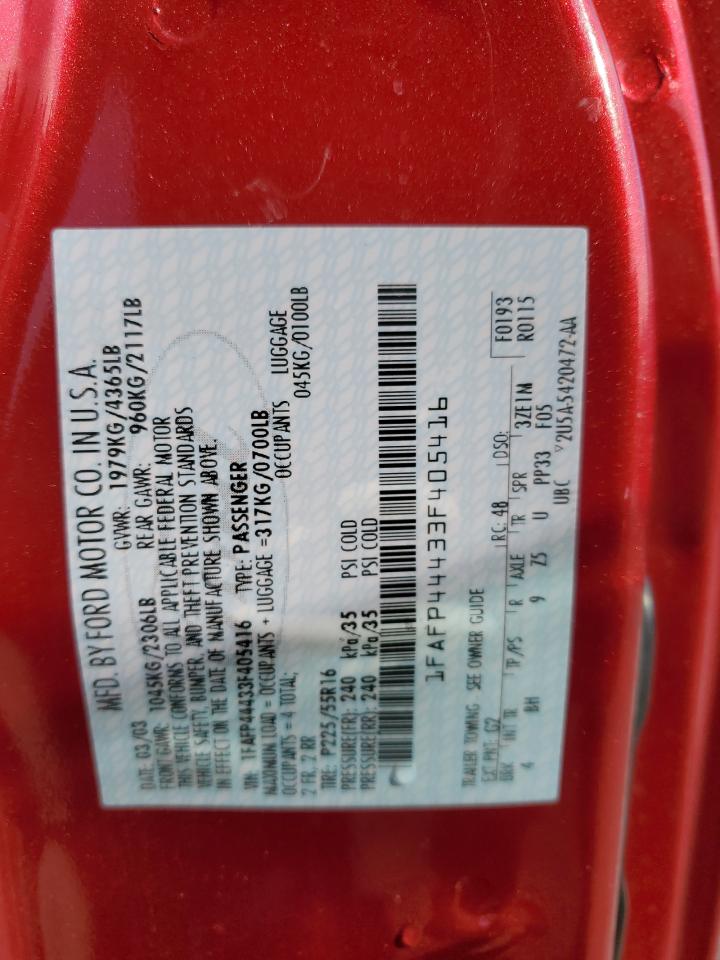 MFD. BY FORD MOTOR CO. IN U.S.A.
DATE: 03/03 GVWR: 1979KG/4365LB
FRONT GAWR: 1045KG/2306LB REAR GAWR: 960KG/2117LB
THIS VEHICLE CONFORMS TO ALL APPLICABLE FEDERAL MOTOR
VEHICLE SAFETY, BUMPER, AND THEFT PREVENTION STANDARDS
IN EFFECT ON THE DATE OF MANUFACTURE SHOWN ABOVE.
VIN: 1FAFP44433F405416 TYPE: PASSENGER
MAXIMUM LOAD = OCCUPANTS + LUGGAGE =317KG/0700LB
OCCUPANTS = 4 TOTAL; OCCUPANTS LUGGAGE
2 FR, 2 RR 045KG/0100LB
TIRE: P225/55R16
PRESSURE(FR): 240 kPa/35 PSI COLD
PRESSURE(RR): 240 kPa/35 PSI COLD
1FAFP44433F405416
TRAILER TOWING SEE OWNER GUIDE
EXT PNT: G2 RC: 48 DSO: F0193
BRK INT TR TP/PS R AXLE TR SPR 3ZE1M R0115
4 BH 9 Z5 U PP33 F05
UBC V2U5A-5420472-AA